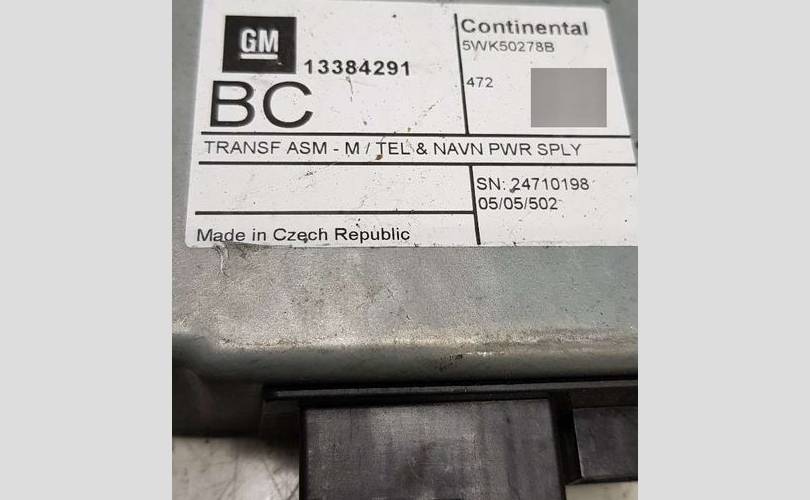 GM
13384291
BC
Continental
5WK50278B
472
TRANSF ASM - M / TEL & NAVN PWR SPLY
SN: 24710198
05/05/502
Made in Czech Republic